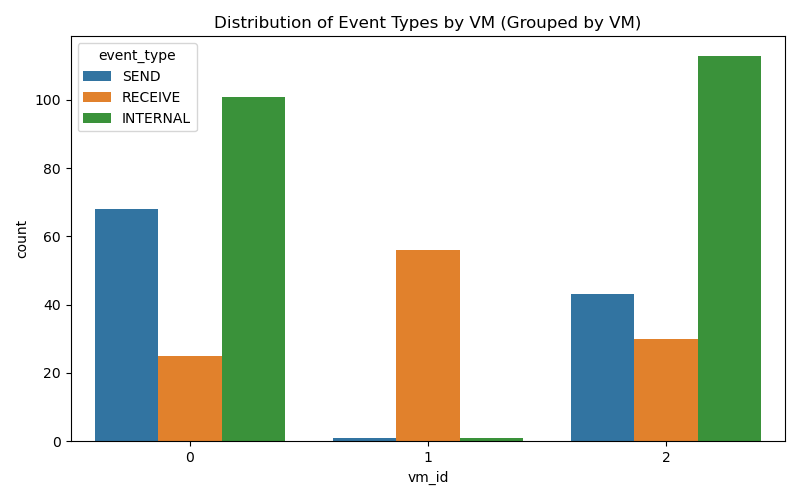 Distribution of Event Types by VM (Grouped by VM)
event_type
SEND
RECEIVE
INTERNAL
100
80
60
40
20
0
count
0 1 2
vm_id